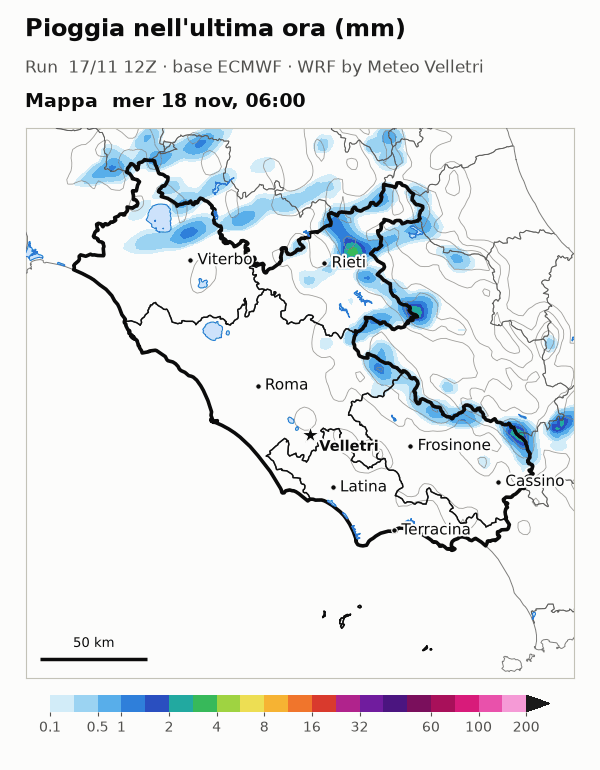 Pioggia nell'ultima ora (mm)
Run  17/11 12Z · base ECMWF · WRF by Meteo Velletri
Mappa  mer 18 nov, 06:00
Viterbo
Rieti
Roma
Velletri
Frosinone
Latina
Cassino
Terracina
50 km
0.1 0.5 1 2 4 8 16 32 60 100 200